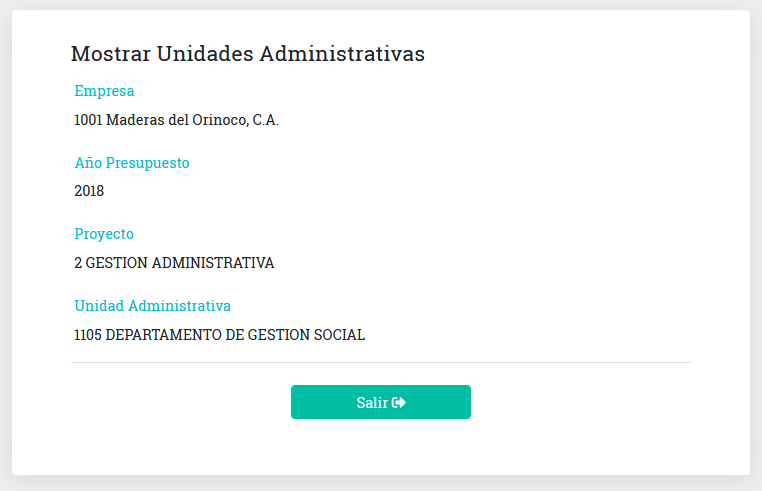 Mostrar Unidades Administrativas
Empresa
1001 Maderas del Orinoco, C.A.
Año Presupuesto
2018
Proyecto
2 GESTION ADMINISTRATIVA
Unidad Administrativa
1105 DEPARTAMENTO DE GESTION SOCIAL
Salir